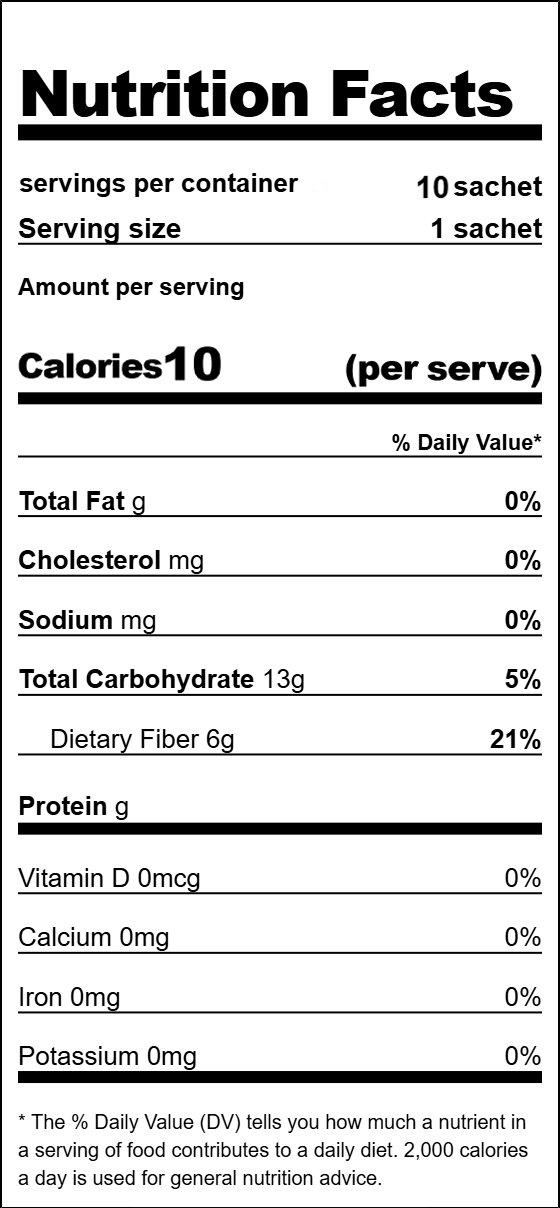 Nutrition Facts
servings per container 10 sachet
Serving size 1 sachet
Amount per serving
Calories10 (per serve)
% Daily Value*
Total Fat g 0%
Cholesterol mg 0%
Sodium mg 0%
Total Carbohydrate 13g 5%
Dietary Fiber 6g 21%
Protein g
Vitamin D 0mcg 0%
Calcium 0mg 0%
Iron 0mg 0%
Potassium 0mg 0%
* The % Daily Value (DV) tells you how much a nutrient in
a serving of food contributes to a daily diet. 2,000 calories
a day is used for general nutrition advice.